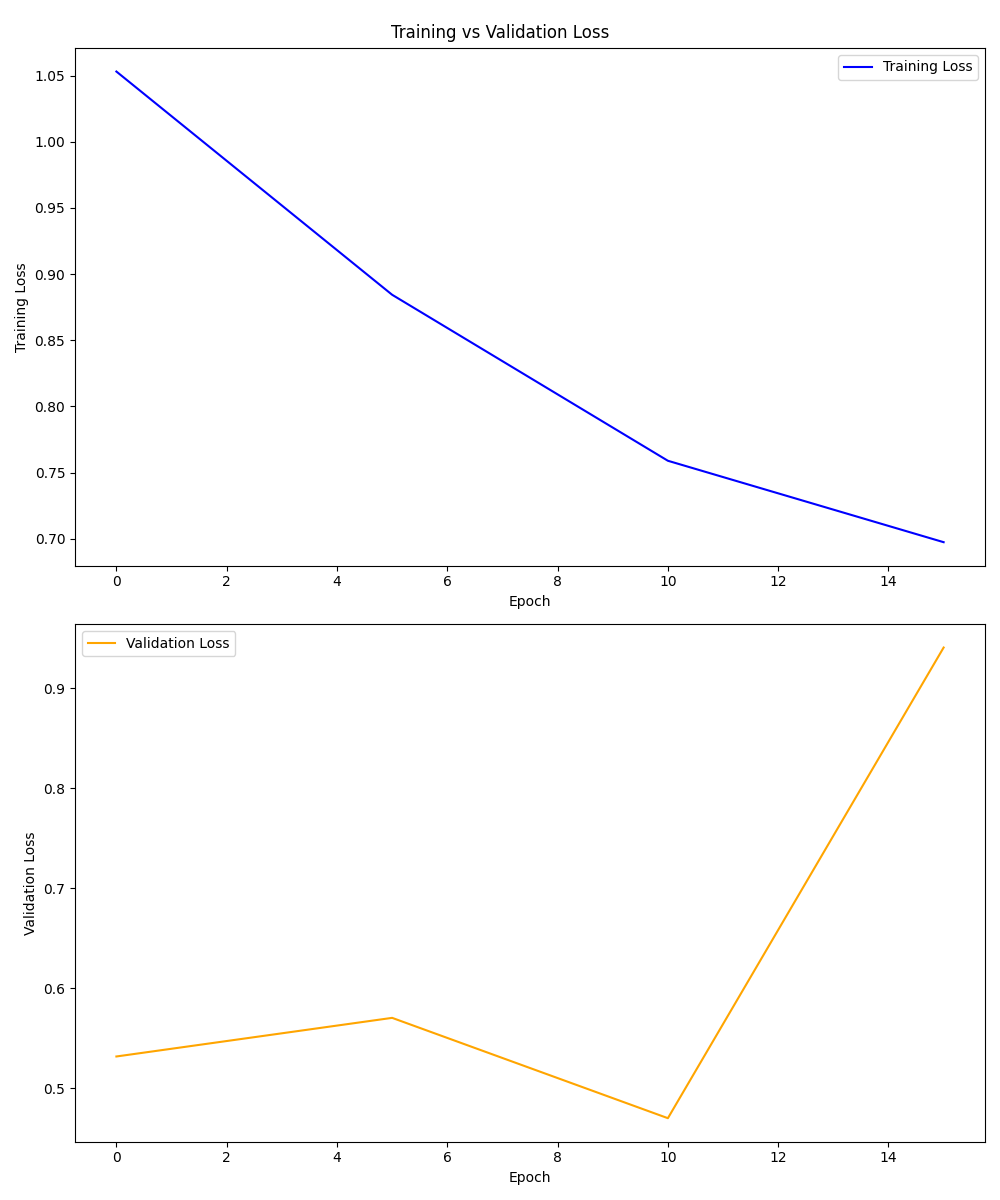 Training vs Validation Loss
Training Loss
1.05
1.00
0.95
0.90
0.85
0.80
0.75
0.70
Training Loss
0 2 4 6 8 10 12 14
Epoch
Validation Loss
0.9
0.8
0.7
0.6
0.5
Validation Loss
0 2 4 6 8 10 12 14
Epoch